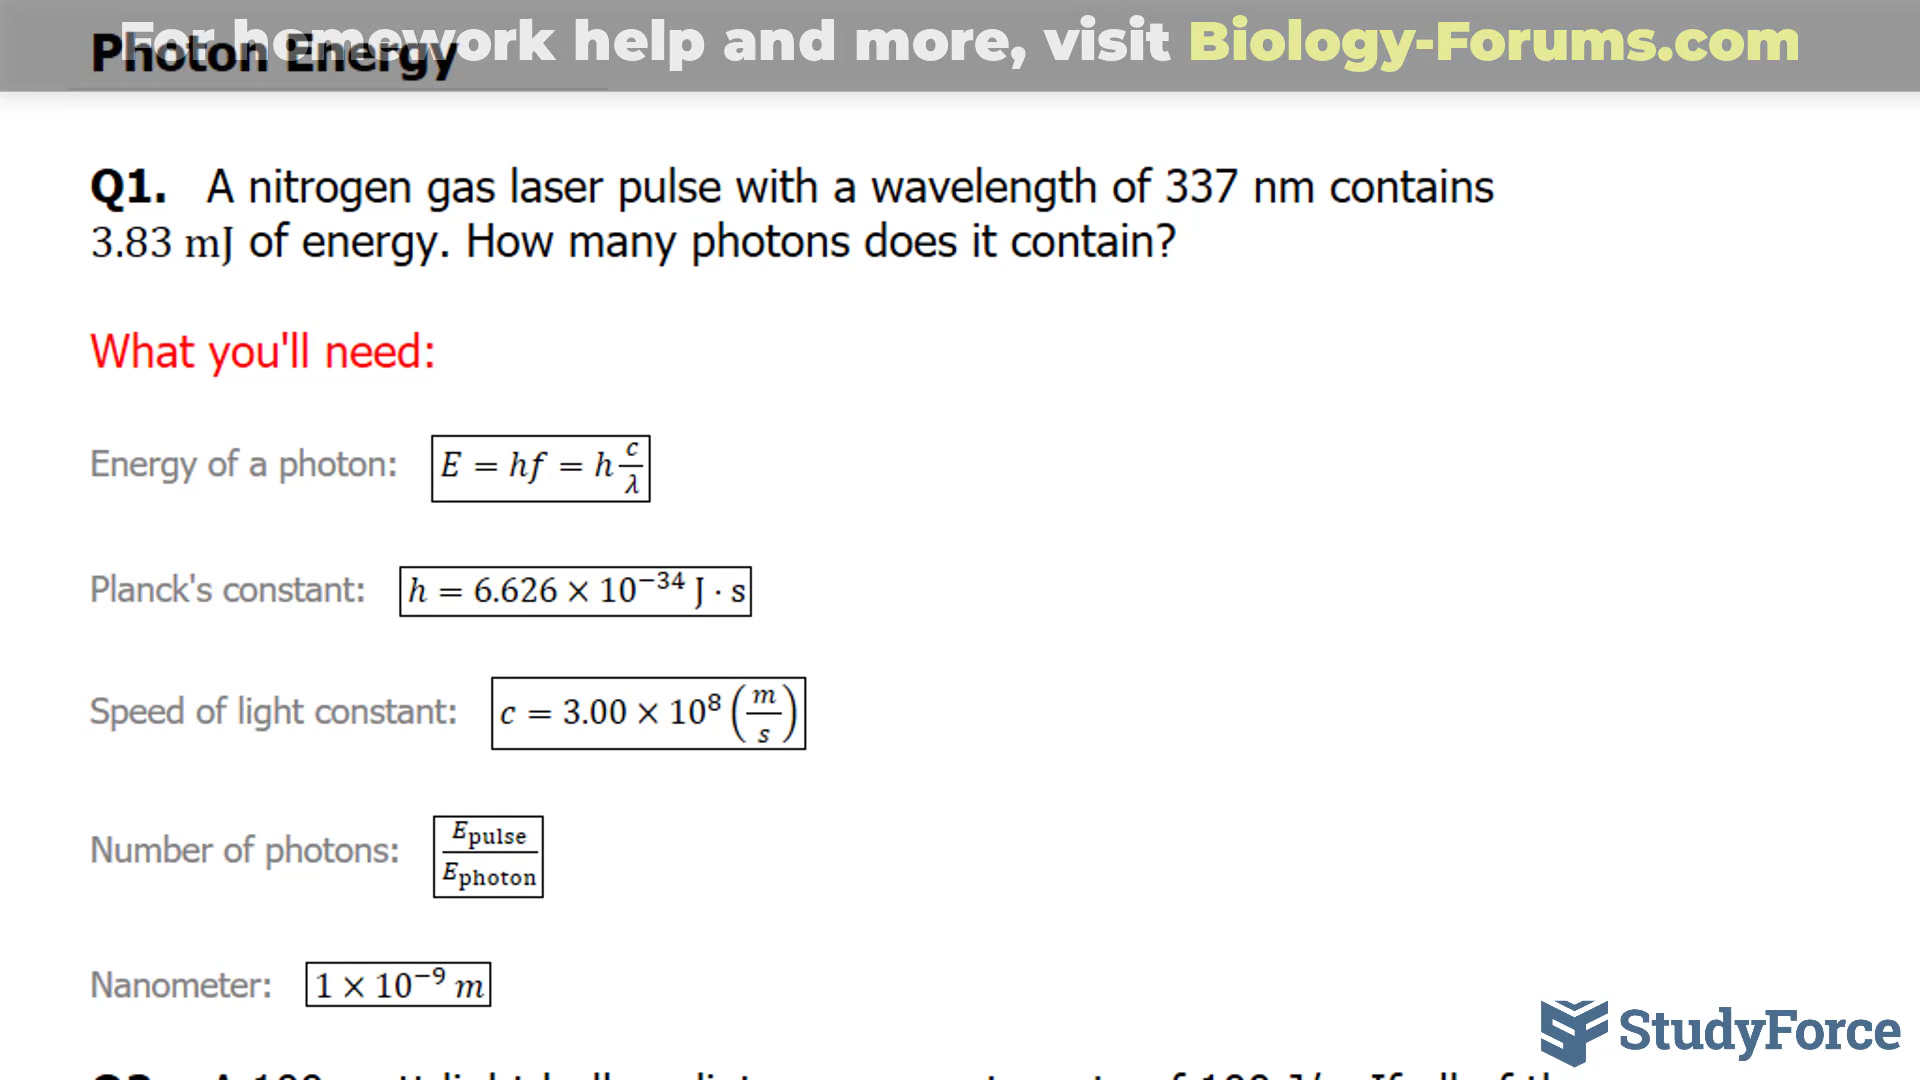 For homework help and more, visit Biology-Forums.com
Photon Energy
Q1. A nitrogen gas laser pulse with a wavelength of 337 nm contains
3.83 mJ of energy. How many photons does it contain?
What you'll need:
Energy of a photon: E = hf = h c/λ
Planck's constant: h = 6.626 × 10⁻³⁴ J · s
Speed of light constant: c = 3.00 × 10⁸ (m/s)
Number of photons: Epulse/Ephoton
Nanometer: 1 × 10⁻⁹ m
StudyForce